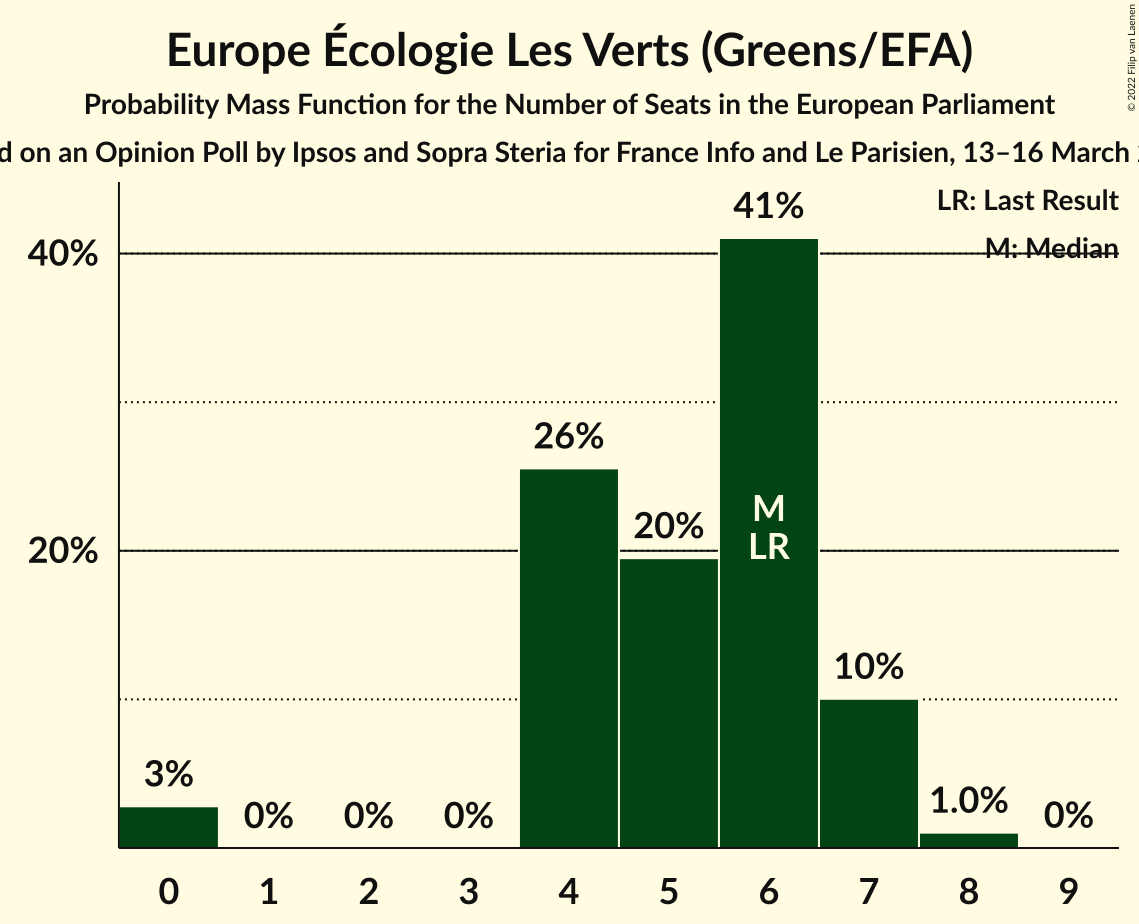 Europe Écologie Les Verts (Greens/EFA)
Probability Mass Function for the Number of Seats in the European Parliament
on an Opinion Poll by Ipsos and Sopra Steria for France Info and Le Parisien, 13–16 March
© 2022 Filip van Laenen
LR: Last Result
M: Median
40%
20%
3%
0%
0%
0%
26%
20%
41%
M
LR
10%
1.0%
0%
0 1 2 3 4 5 6 7 8 9